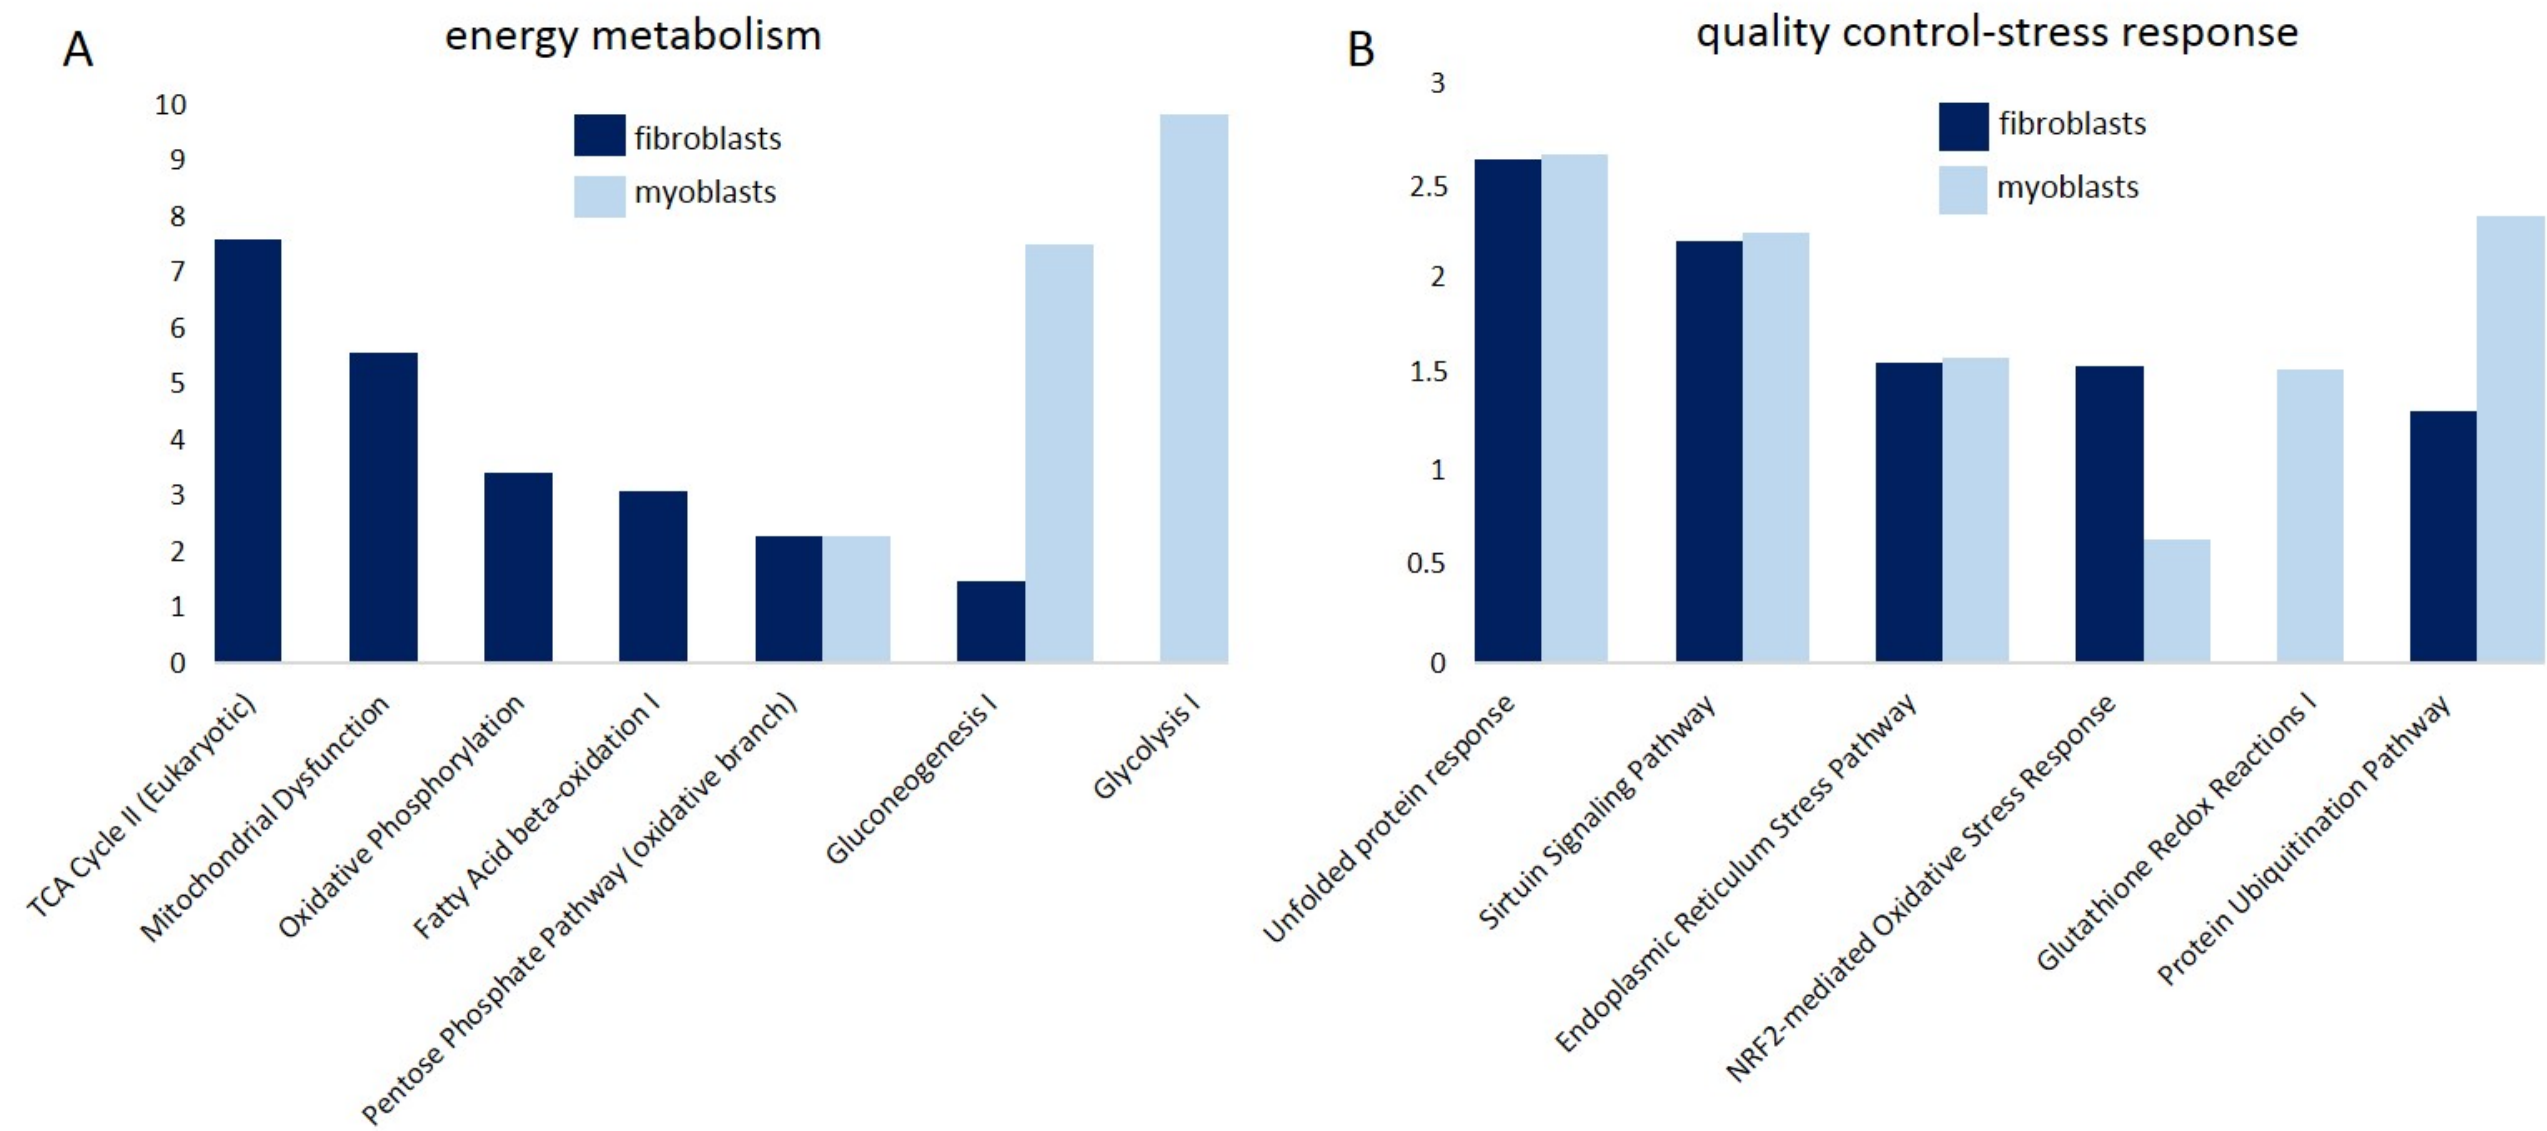 A
energy metabolism
10
9
8
7
6
5
4
3
2
1
0
fibroblasts
myoblasts
TCA Cycle II (Eukaryotic)
Mitochondrial Dysfunction
Oxidative Phosphorylation
Fatty Acid beta-oxidation I
Pentose Phosphate Pathway (oxidative branch)
Gluconeogenesis I
Glycolysis I
B
quality control-stress response
3
2.5
2
1.5
1
0.5
0
fibroblasts
myoblasts
Unfolded protein response
Sirtuin Signaling Pathway
Endoplasmic Reticulum Stress Pathway
NRF2-mediated Oxidative Stress Response
Glutathione Redox Reactions I
Protein Ubiquitination Pathway